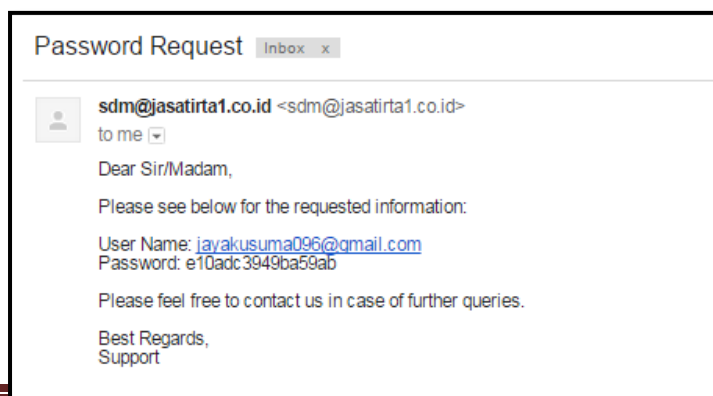 Password Request Inbox x
sdm@jasatirta1.co.id <sdm@jasatirta1.co.id>
to me
Dear Sir/Madam,
Please see below for the requested information:
User Name: jayakusuma096@gmail.com
Password: e10adc3949ba59ab
Please feel free to contact us in case of further queries.
Best Regards,
Support